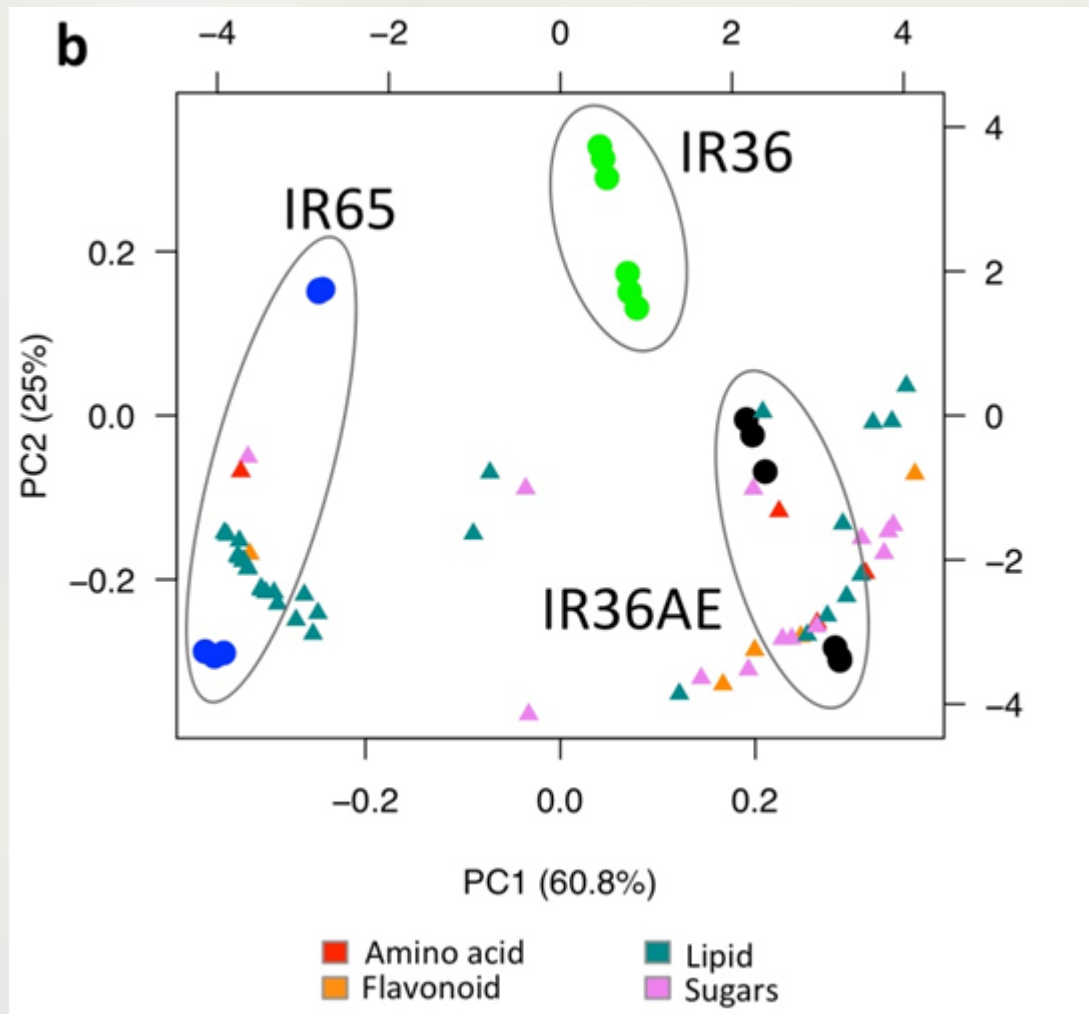 b
−4 −2 0 2 4
IR36
4
IR65
0.2
2
0.0
0
PC2 (25%)
−0.2
−2
IR36AE
−4
−0.2 0.0 0.2
PC1 (60.8%)
Amino acid
Lipid
Flavonoid
Sugars